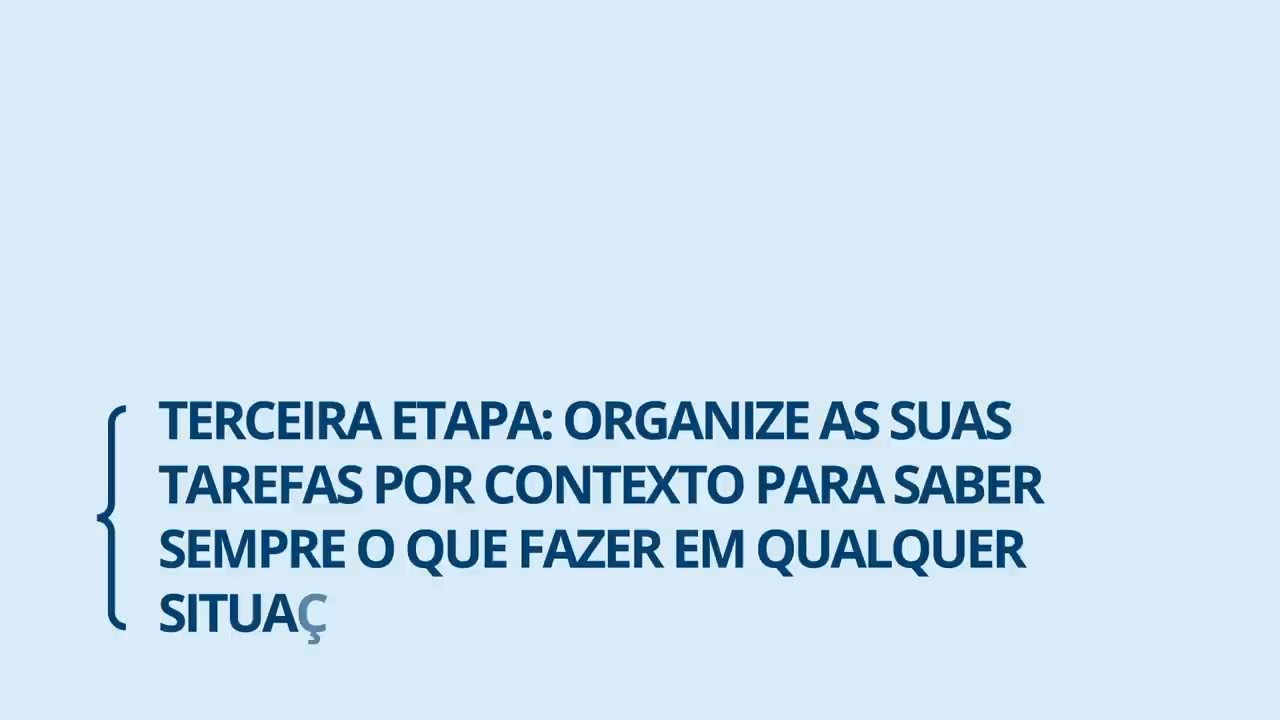 TERCEIRA ETAPA: ORGANIZE AS SUAS
TAREFAS POR CONTEXTO PARA SABER
SEMPRE O QUE FAZER EM QUALQUER
SITUAÇ